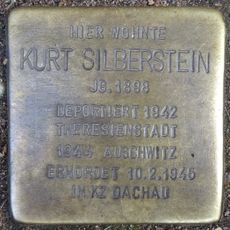 HIER WOHNTE
KURT SILBERSTEIN
JG. 1898
DEPORTIERT 1942
THERESIENSTADT
1944 AUSCHWITZ
ERMORDET 10.2.1945
IM KZ DACHAU